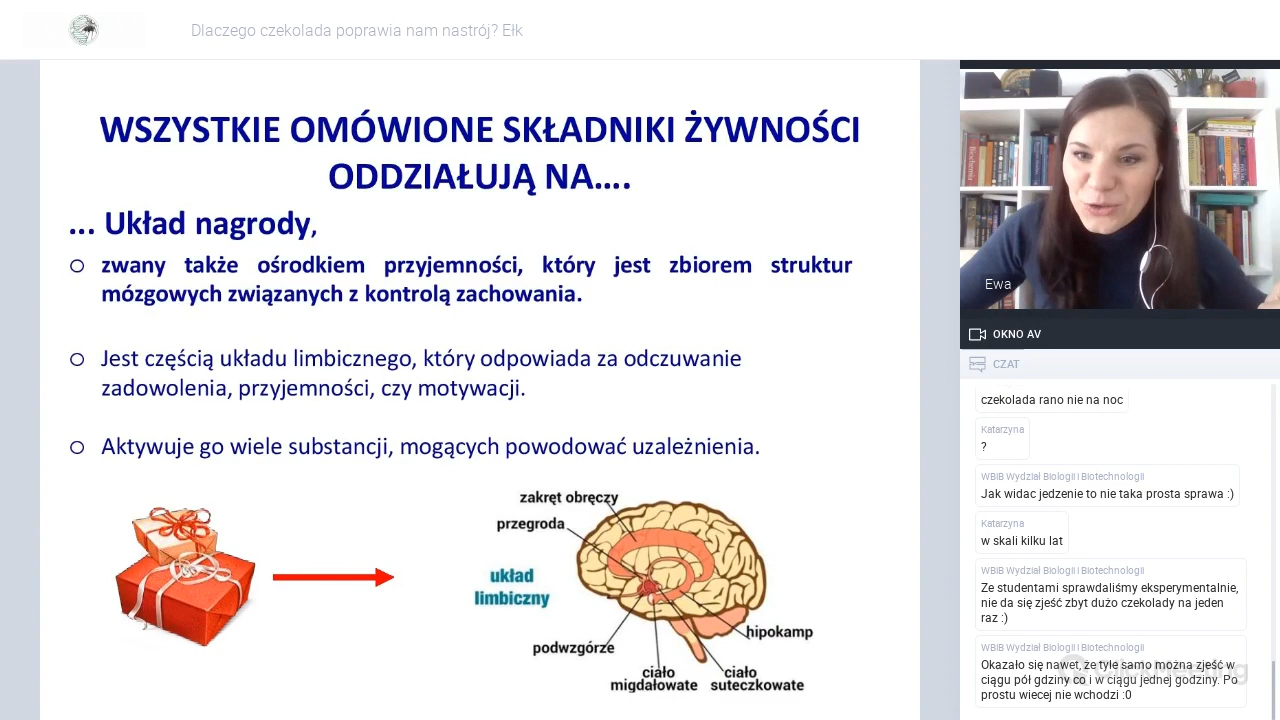 Dlaczego czekolada poprawia nam nastrój? Ełk
WSZYSTKIE OMÓWIONE SKŁADNIKI ŻYWNOŚCI
ODDZIAŁUJĄ NA....
... Układ nagrody,
zwany także ośrodkiem przyjemności, który jest zbiorem struktur
mózgowych związanych z kontrolą zachowania.
Jest częścią układu limbicznego, który odpowiada za odczuwanie
zadowolenia, przyjemności, czy motywacji.
Aktywuje go wiele substancji, mogących powodować uzależnienia.
zakręt obręczy
przegroda
układ
limbiczny
podwzgórze
ciało
migdałowate
ciało
suteczkowate
hipokamp
Biochemia
Ewa
OKNO AV
CZAT
czekolada rano nie na noc
Katarzyna
?
WBiB Wydział Biologii i Biotechnologii
Jak widac jedzenie to nie taka prosta sprawa :)
Katarzyna
w skali kilku lat
WBiB Wydział Biologii i Biotechnologii
Ze studentami sprawdaliśmy eksperymentalnie,
nie da się zjeść zbyt dużo czekolady na jeden
raz :)
WBiB Wydział Biologii i Biotechnologii
Okazało się nawet, że tyle samo można zjeść w
ciągu pół gdziny co i w ciągu jednej godziny. Po
prostu wiecej nie wchodzi :0
ClickMeeting